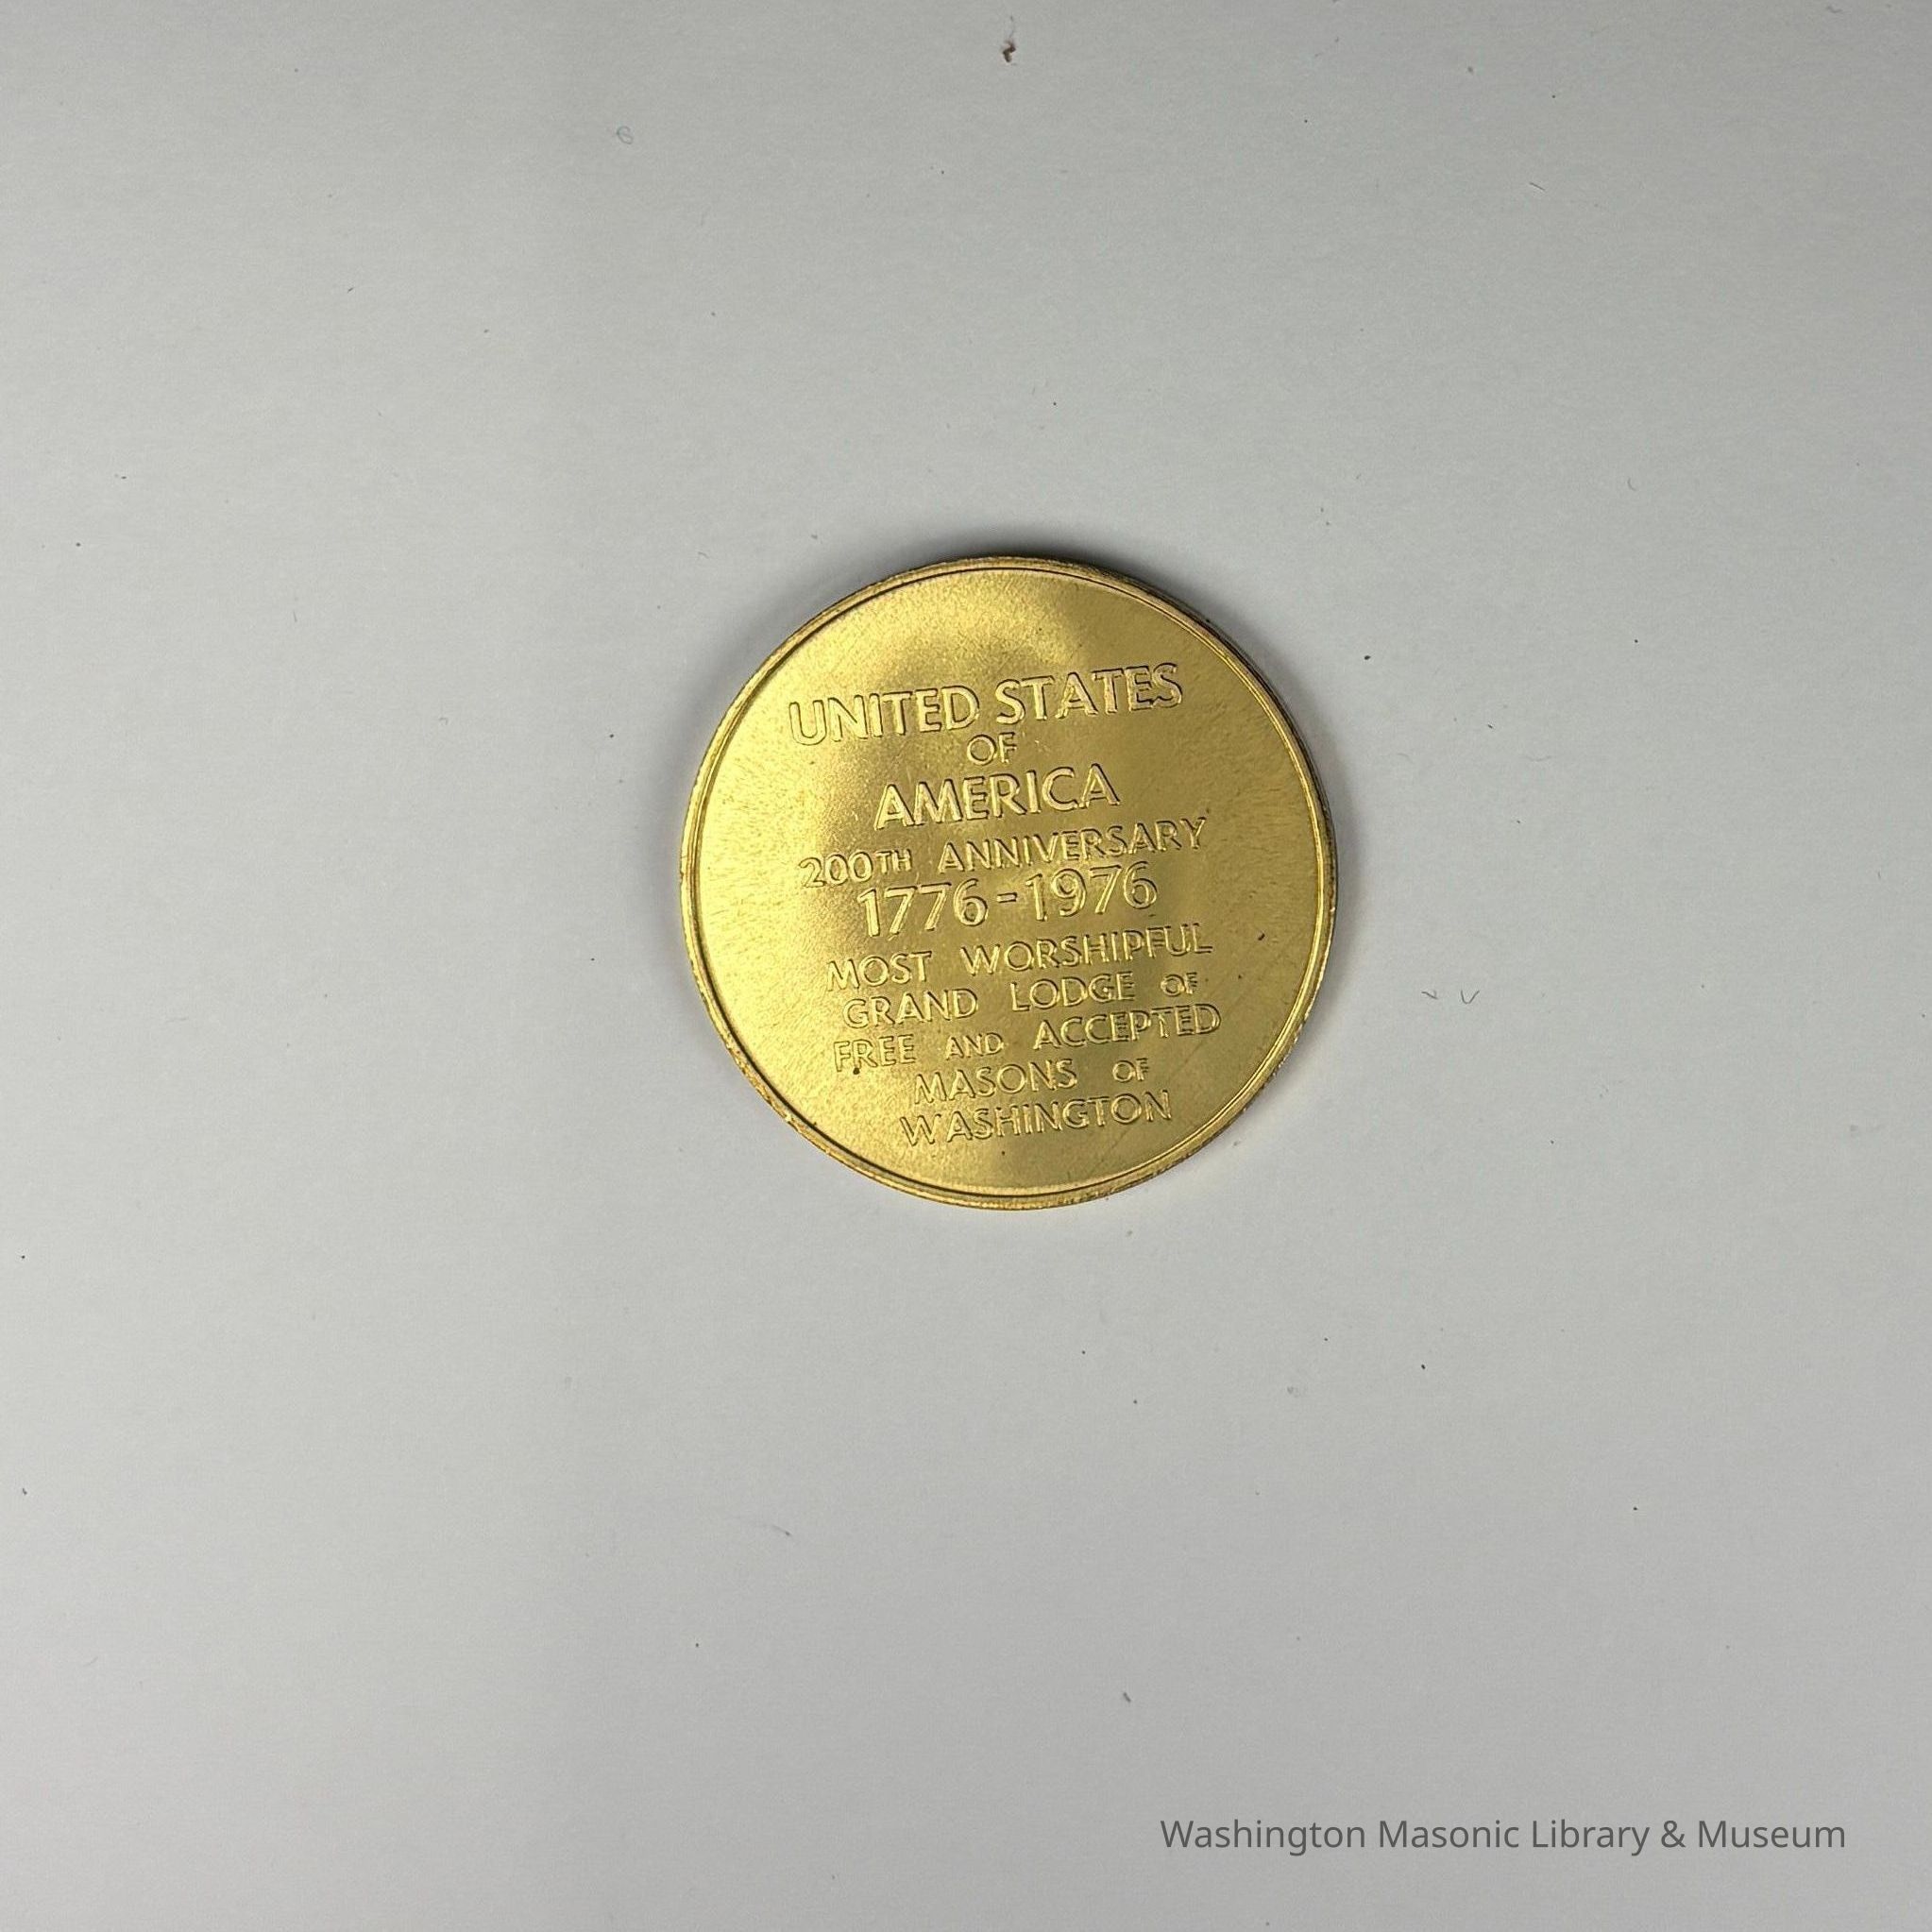 UNITED STATES
OF
AMERICA
200TH ANNIVERSARY
1776-1976
MOST WORSHIPFUL
GRAND LODGE OF
FREE AND ACCEPTED
MASONS OF
WASHINGTON
Washington Masonic Library & Museum